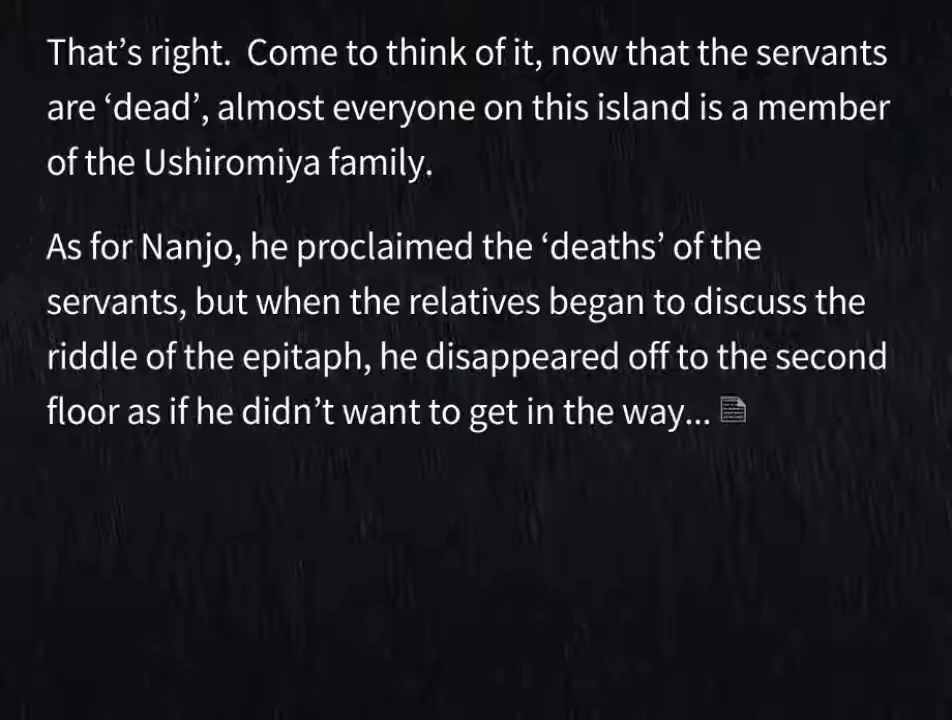 That’s right.  Come to think of it, now that the servants
are ‘dead’, almost everyone on this island is a member
of the Ushiromiya family.
As for Nanjo, he proclaimed the ‘deaths’ of the
servants, but when the relatives began to discuss the
riddle of the epitaph, he disappeared off to the second
floor as if he didn’t want to get in the way...